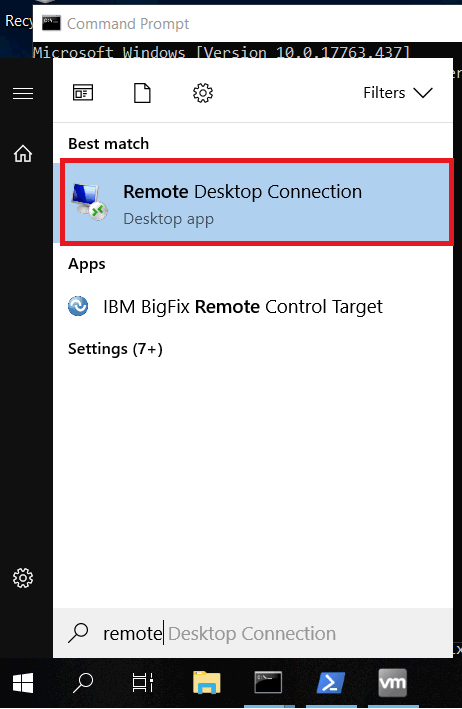 Recy
Command Prompt
Microsoft Windows [Version 10.0.17763.437]
er
Filters
Best match
Remote Desktop Connection
Desktop app
Apps
IBM BigFix Remote Control Target
Settings (7+)
remote Desktop Connection
vm